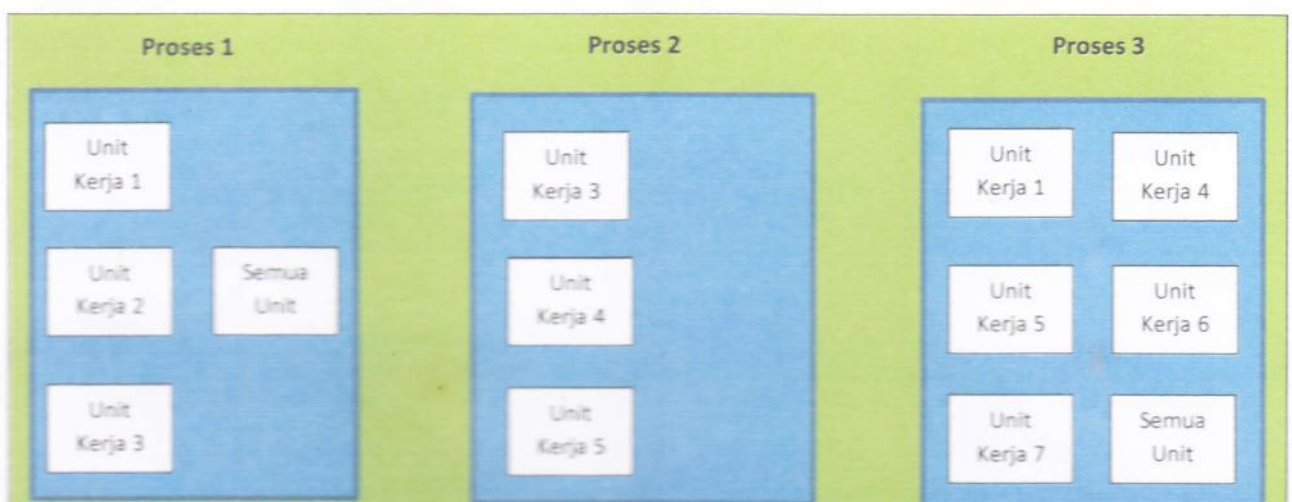 Proses 1
Proses 2
Proses 3
Unit
Kerja 1
Unit
Kerja 2
Semua
Unit
Unit
Kerja 3
Unit
Kerja 3
Unit
Kerja 4
Unit
Kerja 5
Unit
Kerja 1
Unit
Kerja 4
Unit
Kerja 5
Unit
Kerja 6
Unit
Kerja 7
Semua
Unit